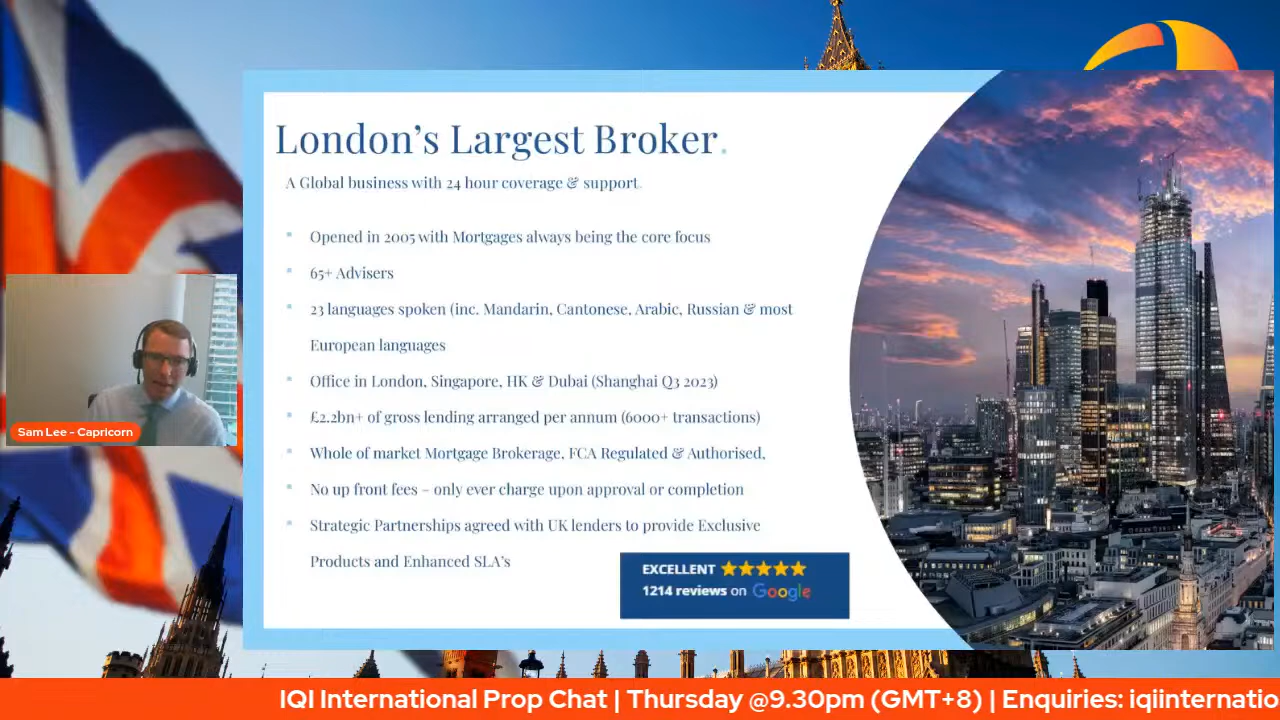 London's Largest Broker.
A Global business with 24 hour coverage & support.
Opened in 2005 with Mortgages always being the core focus
65+ Advisers
23 languages spoken (inc. Mandarin, Cantonese, Arabic, Russian & most
European languages
Office in London, Singapore, HK & Dubai (Shanghai Q3 2023)
£2.2bn+ of gross lending arranged per annum (6000+ transactions)
Whole of market Mortgage Brokerage, FCA Regulated & Authorised,
No up front fees – only ever charge upon approval or completion
Strategic Partnerships agreed with UK lenders to provide Exclusive
Products and Enhanced SLA's
EXCELLENT
1214 reviews on Google
Sam Lee - Capricorn
IQI International Prop Chat | Thursday @9.30pm (GMT+8) | Enquiries: iqiinternatio